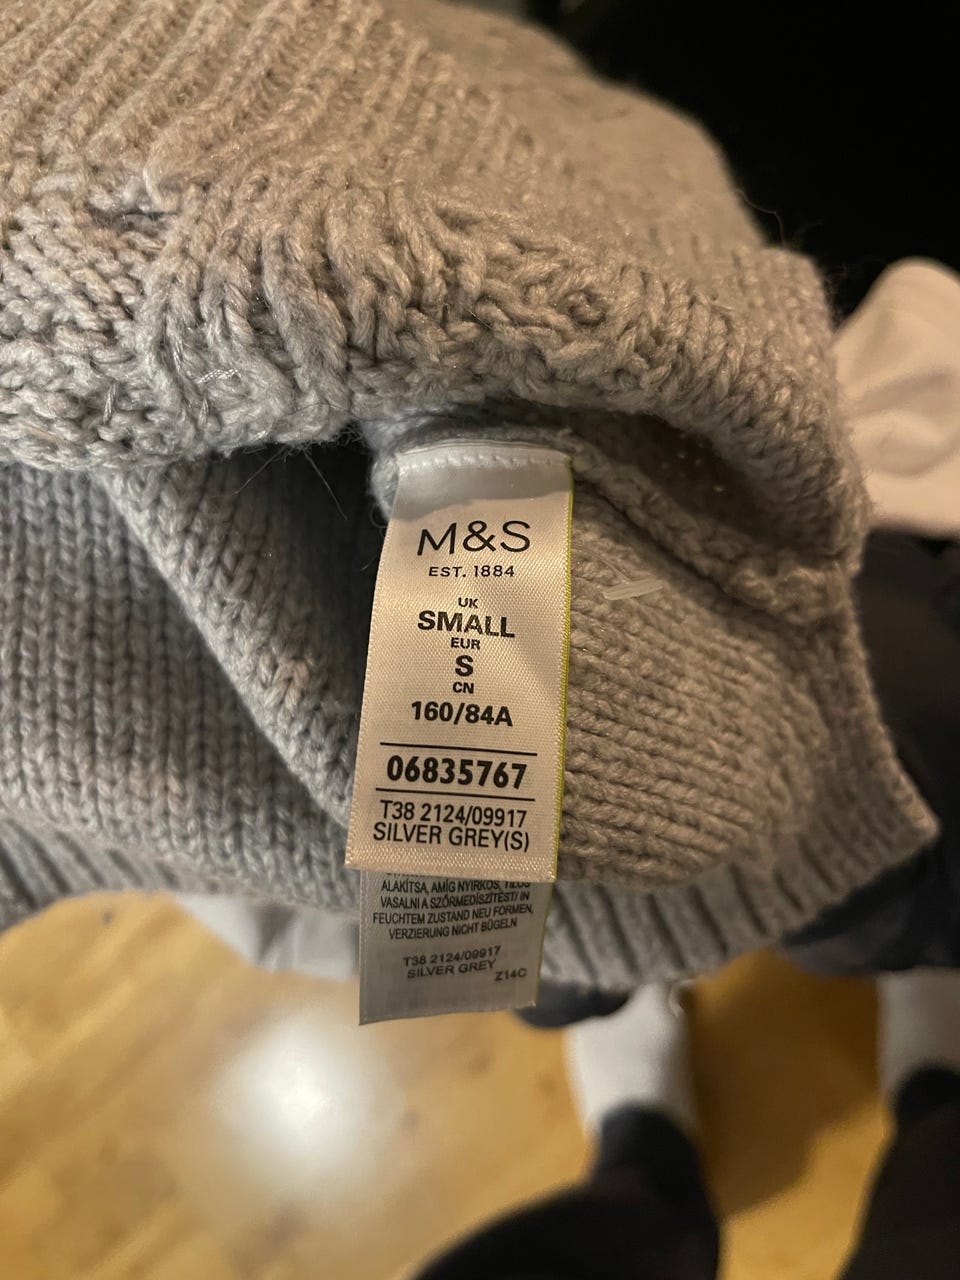 M&S
EST. 1884
UK
SMALL
EUR
S
CN
160/84A
06835767
T38 2124/09917
SILVER GREY(S)
ALAKÍTSA, AMÍG NYIRKOS, TILOS
VASALNI A SZŐRMEDÍSZÍTÉST/ IN
FEUCHTEM ZUSTAND NEU FORMEN,
VERZIERUNG NICHT BÜGELN
T38 2124/09917
SILVER GREY
Z14C